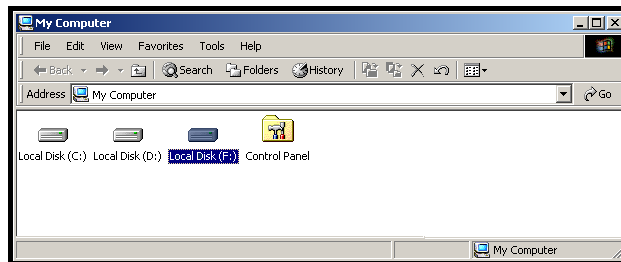 My Computer
File Edit View Favorites Tools Help
Back Search Folders History
Address My Computer Go
Local Disk (C:) Local Disk (D:) Local Disk (F:) Control Panel
My Computer